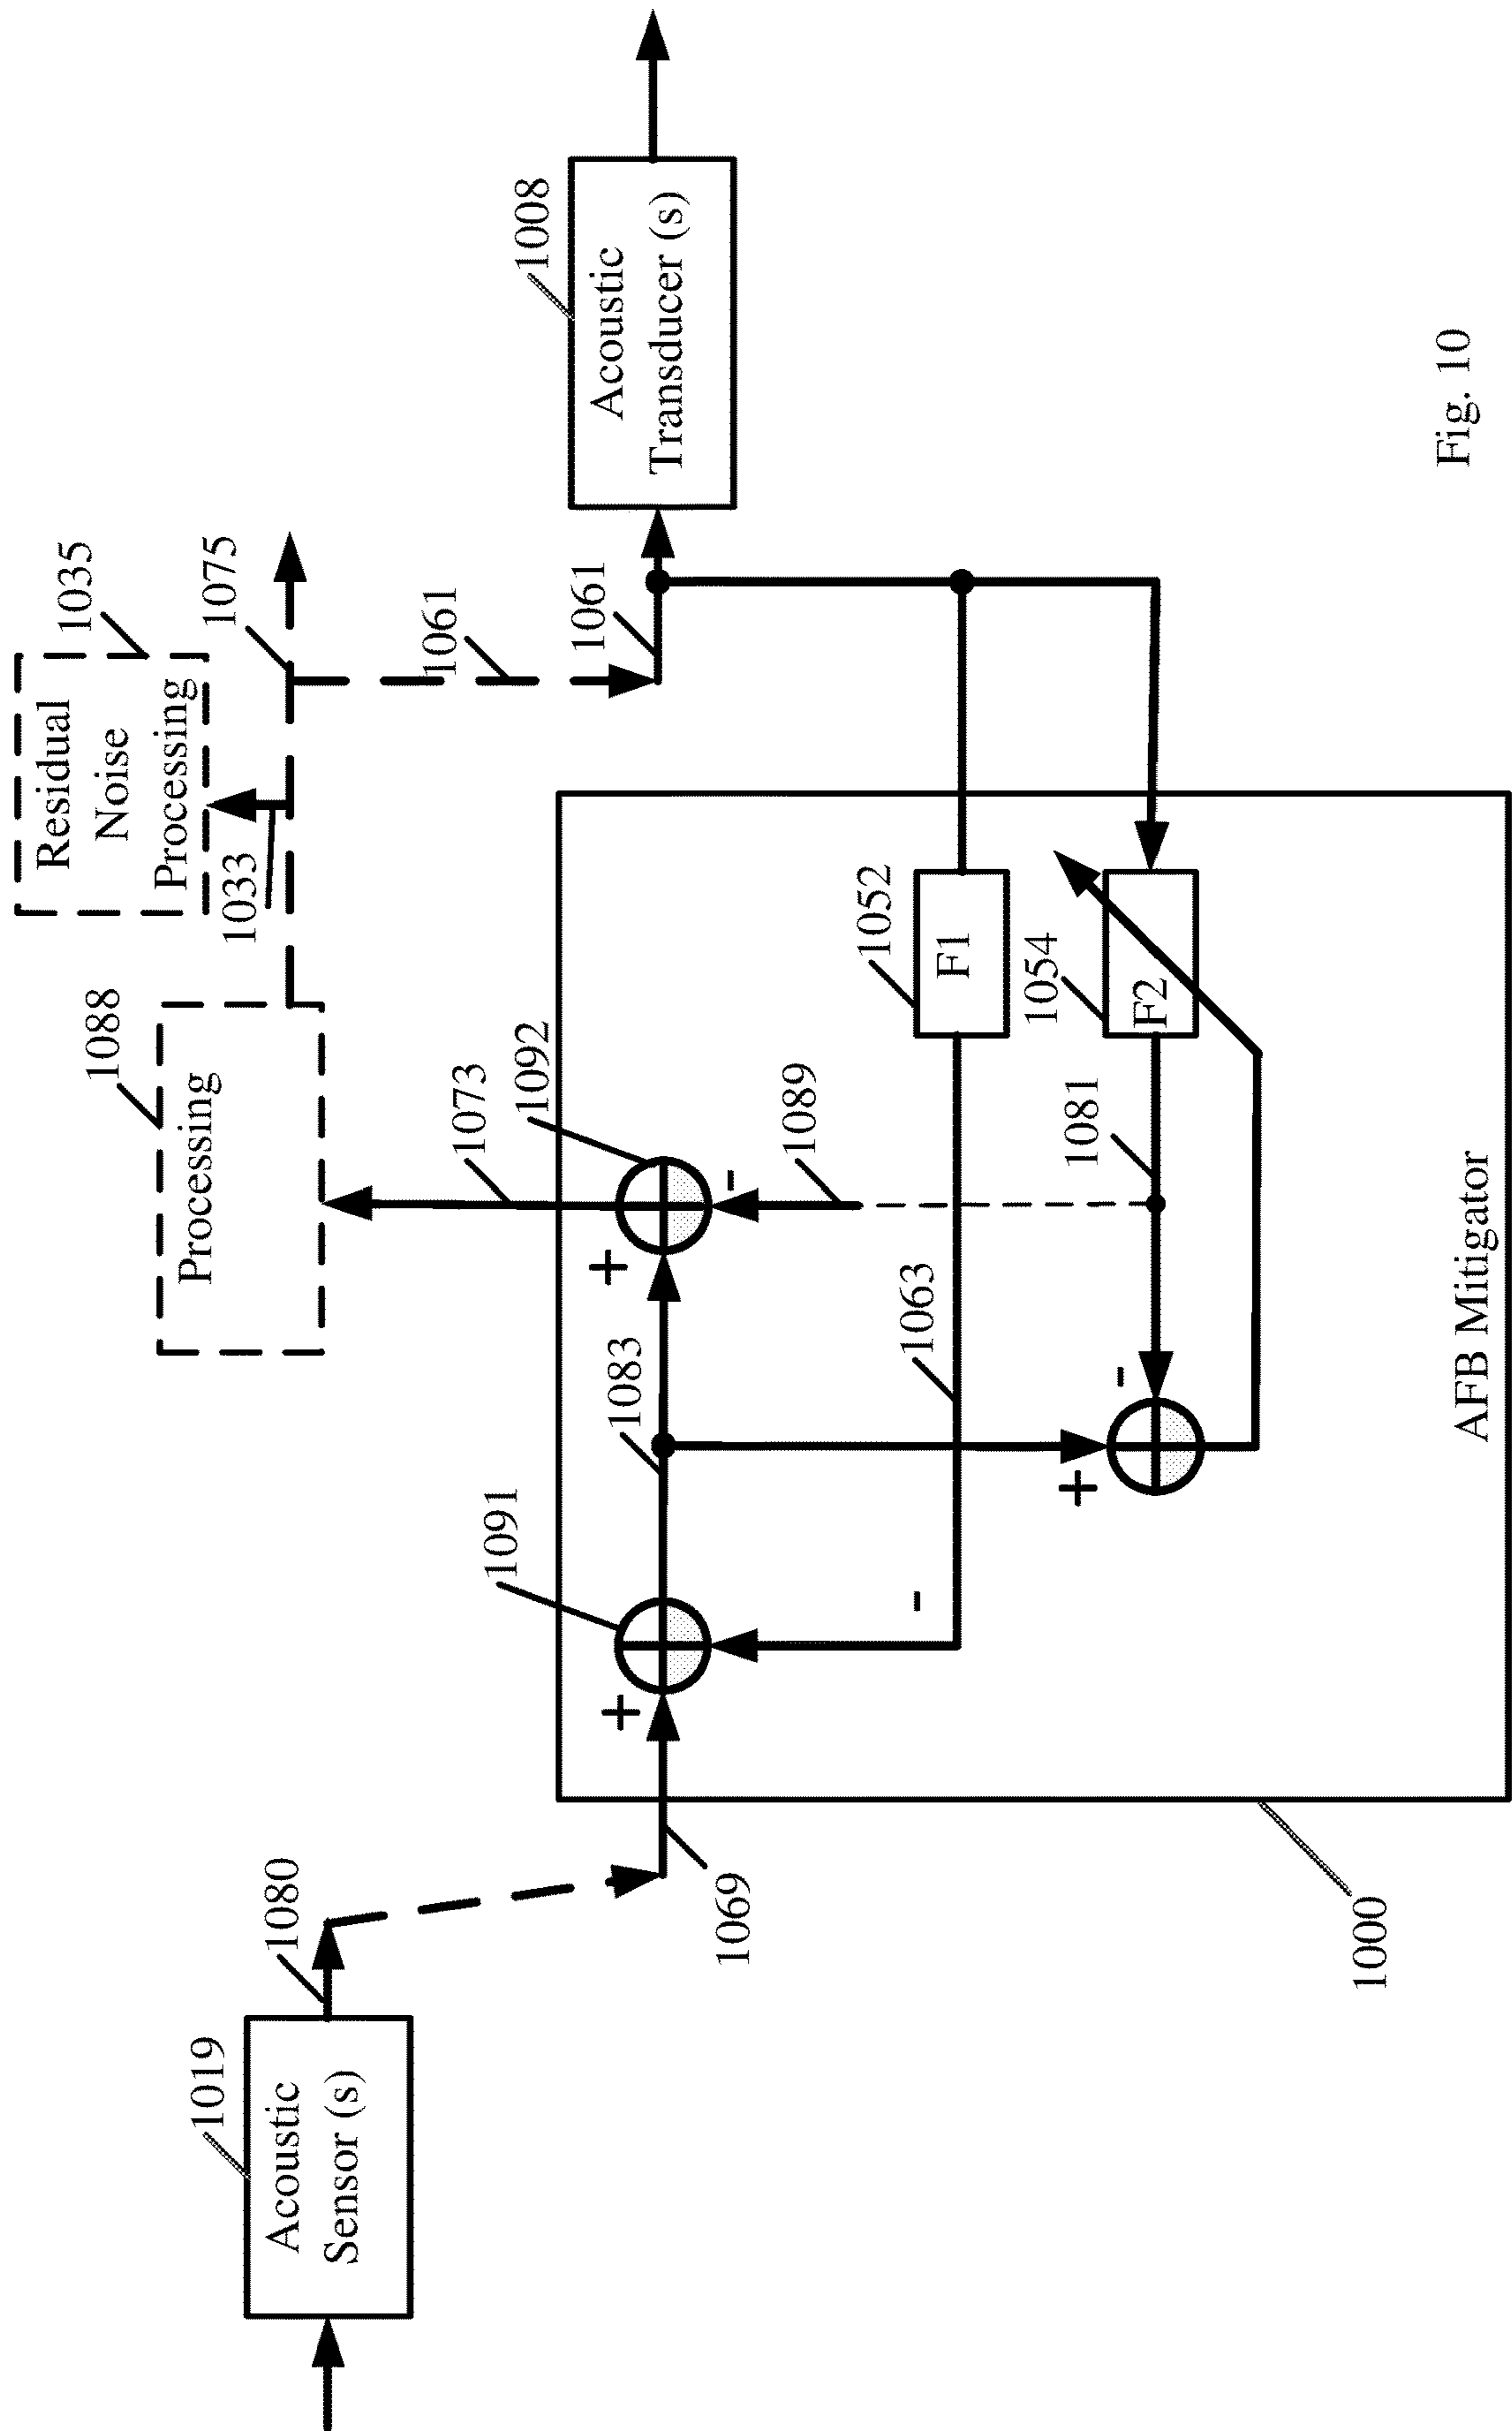 1019
Acoustic
Sensor (s)
1080
1069
1000
1088
Processing
Residual
Noise
Processing
1035
1033
1075
1061
1061
1008
Acoustic
Transducer (s)
1091
+
-
1083
1073
1092
+
-
1089
1063
1052
F1
1054
F2
1081
+
-
AFB Mitigator
Fig. 10